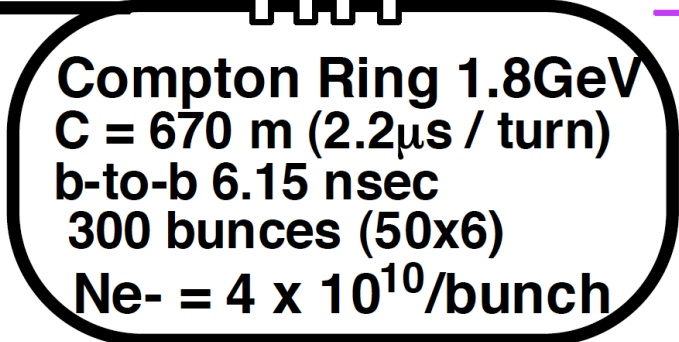 Compton Ring 1.8GeV
C = 670 m (2.2μs / turn)
b-to-b 6.15 nsec
300 bunces (50x6)
Ne- = 4 x 10¹⁰/bunch